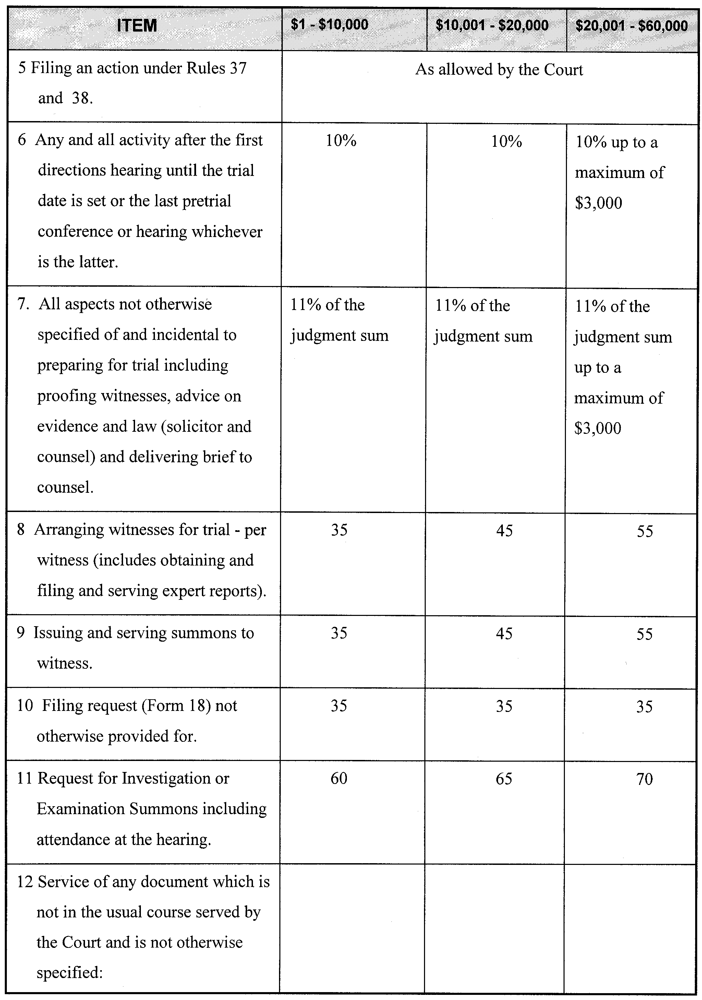 ITEM $1 - $10,000 $10,001 - $20,000 $20,001 - $60,000
5 Filing an action under Rules 37 As allowed by the Court
and 38.
6 Any and all activity after the first 10% 10% 10% up to a
directions hearing until the trial maximum of
date is set or the last pretrial $3,000
conference or hearing whichever
is the latter.
7. All aspects not otherwise 11% of the 11% of the 11% of the
specified of and incidental to judgment sum judgment sum judgment sum
preparing for trial including up to a
proofing witnesses, advice on maximum of
evidence and law (solicitor and $3,000
counsel) and delivering brief to
counsel.
8 Arranging witnesses for trial - per 35 45 55
witness (includes obtaining and
filing and serving expert reports).
9 Issuing and serving summons to 35 45 55
witness.
10 Filing request (Form 18) not 35 35 35
otherwise provided for.
11 Request for Investigation or 60 65 70
Examination Summons including
attendance at the hearing.
12 Service of any document which is
not in the usual course served by
the Court and is not otherwise
specified: